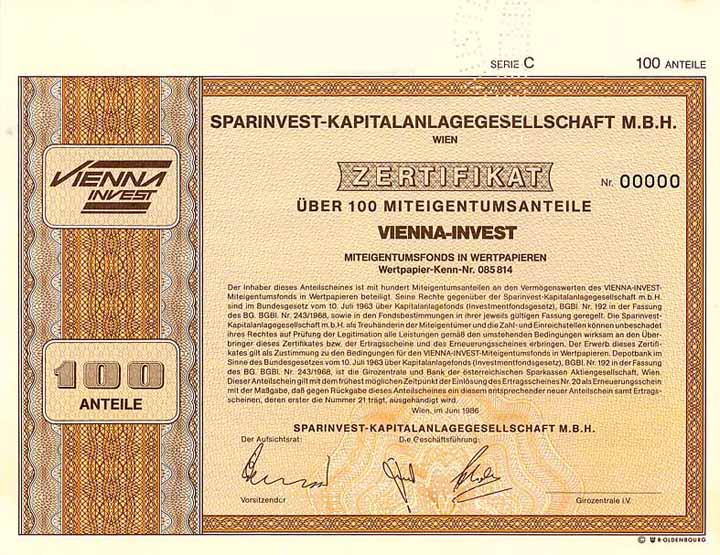 SERIE C 100 ANTEILE
SPARINVEST-KAPITALANLAGEGESELLSCHAFT M.B.H.
WIEN
VIENNA
INVEST
ZERTIFIKAT
Nr. 00000
ÜBER 100 MITEIGENTUMSANTEILE
VIENNA-INVEST
MITEIGENTUMSFONDS IN WERTPAPIEREN
Wertpapier-Kenn-Nr. 085814
Der Inhaber dieses Anteilscheines ist mit hundert Miteigentumsanteilen an den Vermögenswerten des VIENNA-INVEST-
Miteigentumsfonds in Wertpapieren beteiligt. Seine Rechte gegenüber der Sparinvest-Kapitalanlagegesellschaft m.b.H.
sind im Bundesgesetz vom 10. Juli 1963 über Kapitalanlagefonds (Investmentfondsgesetz), BGBl. Nr. 192 in der Fassung
des BG. BGBl. Nr. 243/1968, sowie in den Fondsbestimmungen in ihrer jeweils gültigen Fassung geregelt. Die Sparinvest-
Kapitalanlagegesellschaft m.b.H. als Treuhänderin der Miteigentümer und die Zahl- und Einreichstellen können unbeschadet
ihres Rechtes auf Prüfung der Legitimation alle Leistungen gemäß den umstehenden Bedingungen wirksam an den Über-
bringer dieses Zertifikates bzw. der Ertragsscheine und des Erneuerungsscheines erbringen. Der Erwerb dieses Zertifi-
kates gilt als Zustimmung zu den Bedingungen für den VIENNA-INVEST-Miteigentumsfonds in Wertpapieren. Depotbank im
Sinne des Bundesgesetzes vom 10. Juli 1963 über Kapitalanlagefonds (Investmentfondsgesetz), BGBl. Nr. 192 in der Fassung
des BG. BGBl. Nr. 243/1968, ist die Girozentrale und Bank der österreichischen Sparkassen Aktiengesellschaft, Wien.
Dieser Anteilschein gilt mit dem frühest möglichen Zeitpunkt der Einlösung des Ertragsscheines Nr. 20 als Erneuerungsschein
mit der Maßgabe, daß gegen Rückgabe dieses Anteilscheines ein diesem entsprechender neuer Anteilschein samt Ertrags-
scheinen, deren erster die Nummer 21 trägt, ausgehändigt wird.
Wien, im Juni 1986
100
ANTEILE
SPARINVEST-KAPITALANLAGEGESELLSCHAFT M.B.H.
Der Aufsichtsrat: Die Geschäftsführung:
Vorsitzender Girozentrale i.V.
© R·OLDENBOURG